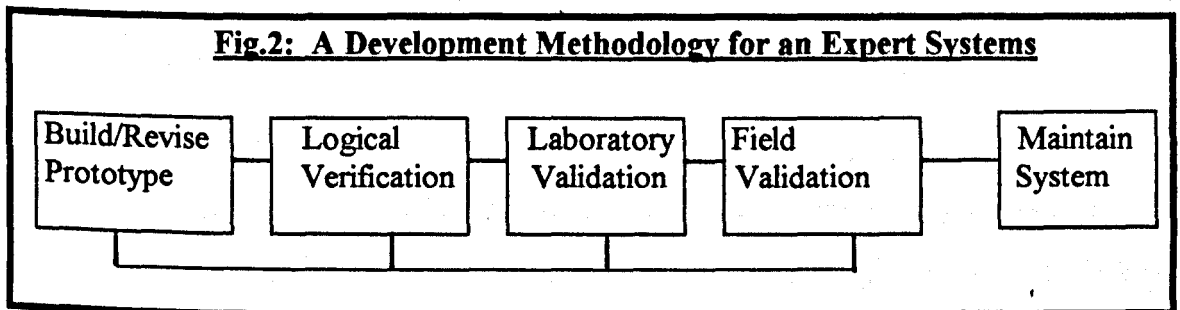 Fig.2: A Development Methodology for an Expert Systems
Build/Revise
Prototype
Logical
Verification
Laboratory
Validation
Field
Validation
Maintain
System